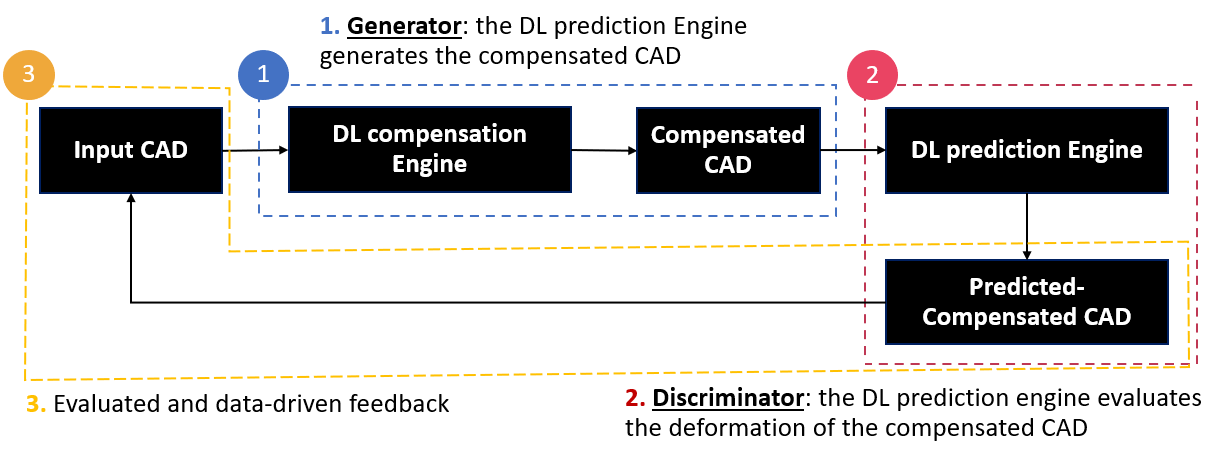 1. Generator: the DL prediction Engine
generates the compensated CAD
3
1
2
Input CAD
DL compensation
Engine
Compensated
CAD
DL prediction Engine
Predicted-
Compensated CAD
3. Evaluated and data-driven feedback
2. Discriminator: the DL prediction engine evaluates
the deformation of the compensated CAD